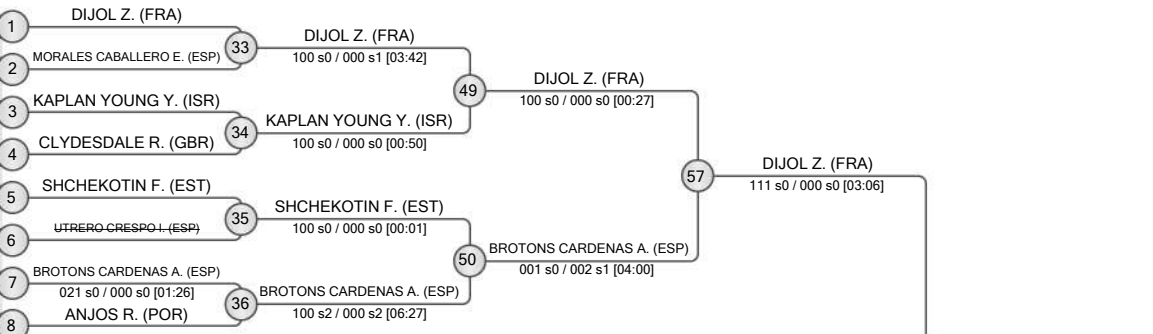 1
DIJOL Z. (FRA)
2
MORALES CABALLERO E. (ESP)
33
DIJOL Z. (FRA)
100 s0 / 000 s1 [03:42]
3
KAPLAN YOUNG Y. (ISR)
4
CLYDESDALE R. (GBR)
34
KAPLAN YOUNG Y. (ISR)
100 s0 / 000 s0 [00:50]
49
DIJOL Z. (FRA)
100 s0 / 000 s0 [00:27]
5
SHCHEKOTIN F. (EST)
6
UTRERO CRESPO I. (ESP)
35
SHCHEKOTIN F. (EST)
100 s0 / 000 s0 [00:01]
7
BROTONS CARDENAS A. (ESP)
021 s0 / 000 s0 [01:26]
8
ANJOS R. (POR)
36
BROTONS CARDENAS A. (ESP)
100 s2 / 000 s2 [06:27]
50
BROTONS CARDENAS A. (ESP)
001 s0 / 002 s1 [04:00]
57
DIJOL Z. (FRA)
111 s0 / 000 s0 [03:06]